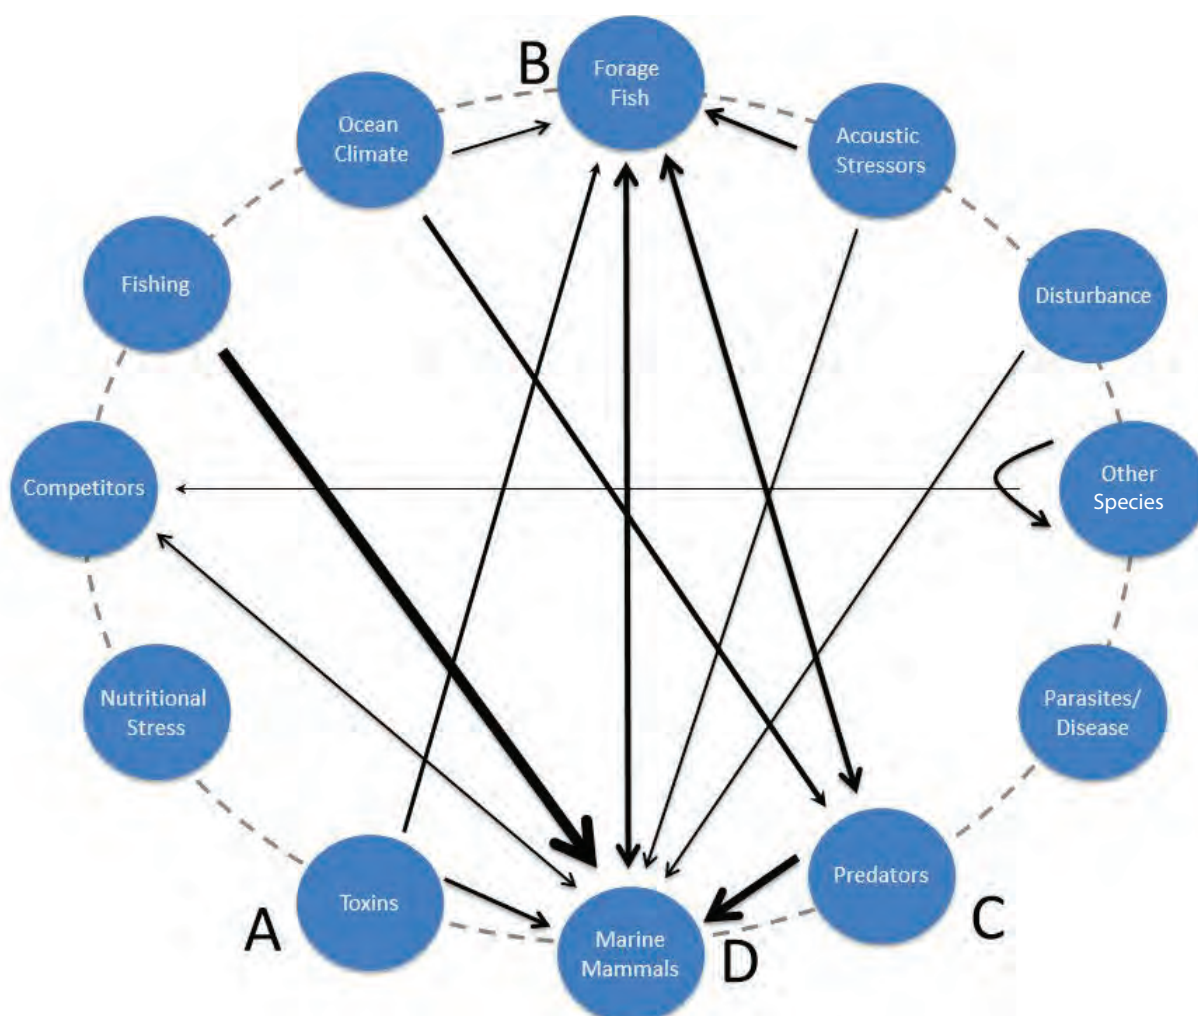 B
Forage
Fish
Ocean
Climate
Acoustic
Stressors
Fishing
Disturbance
Competitors
Other
Species
Nutritional
Stress
Parasites/
Disease
Toxins
Predators
A
C
Marine
Mammals
D